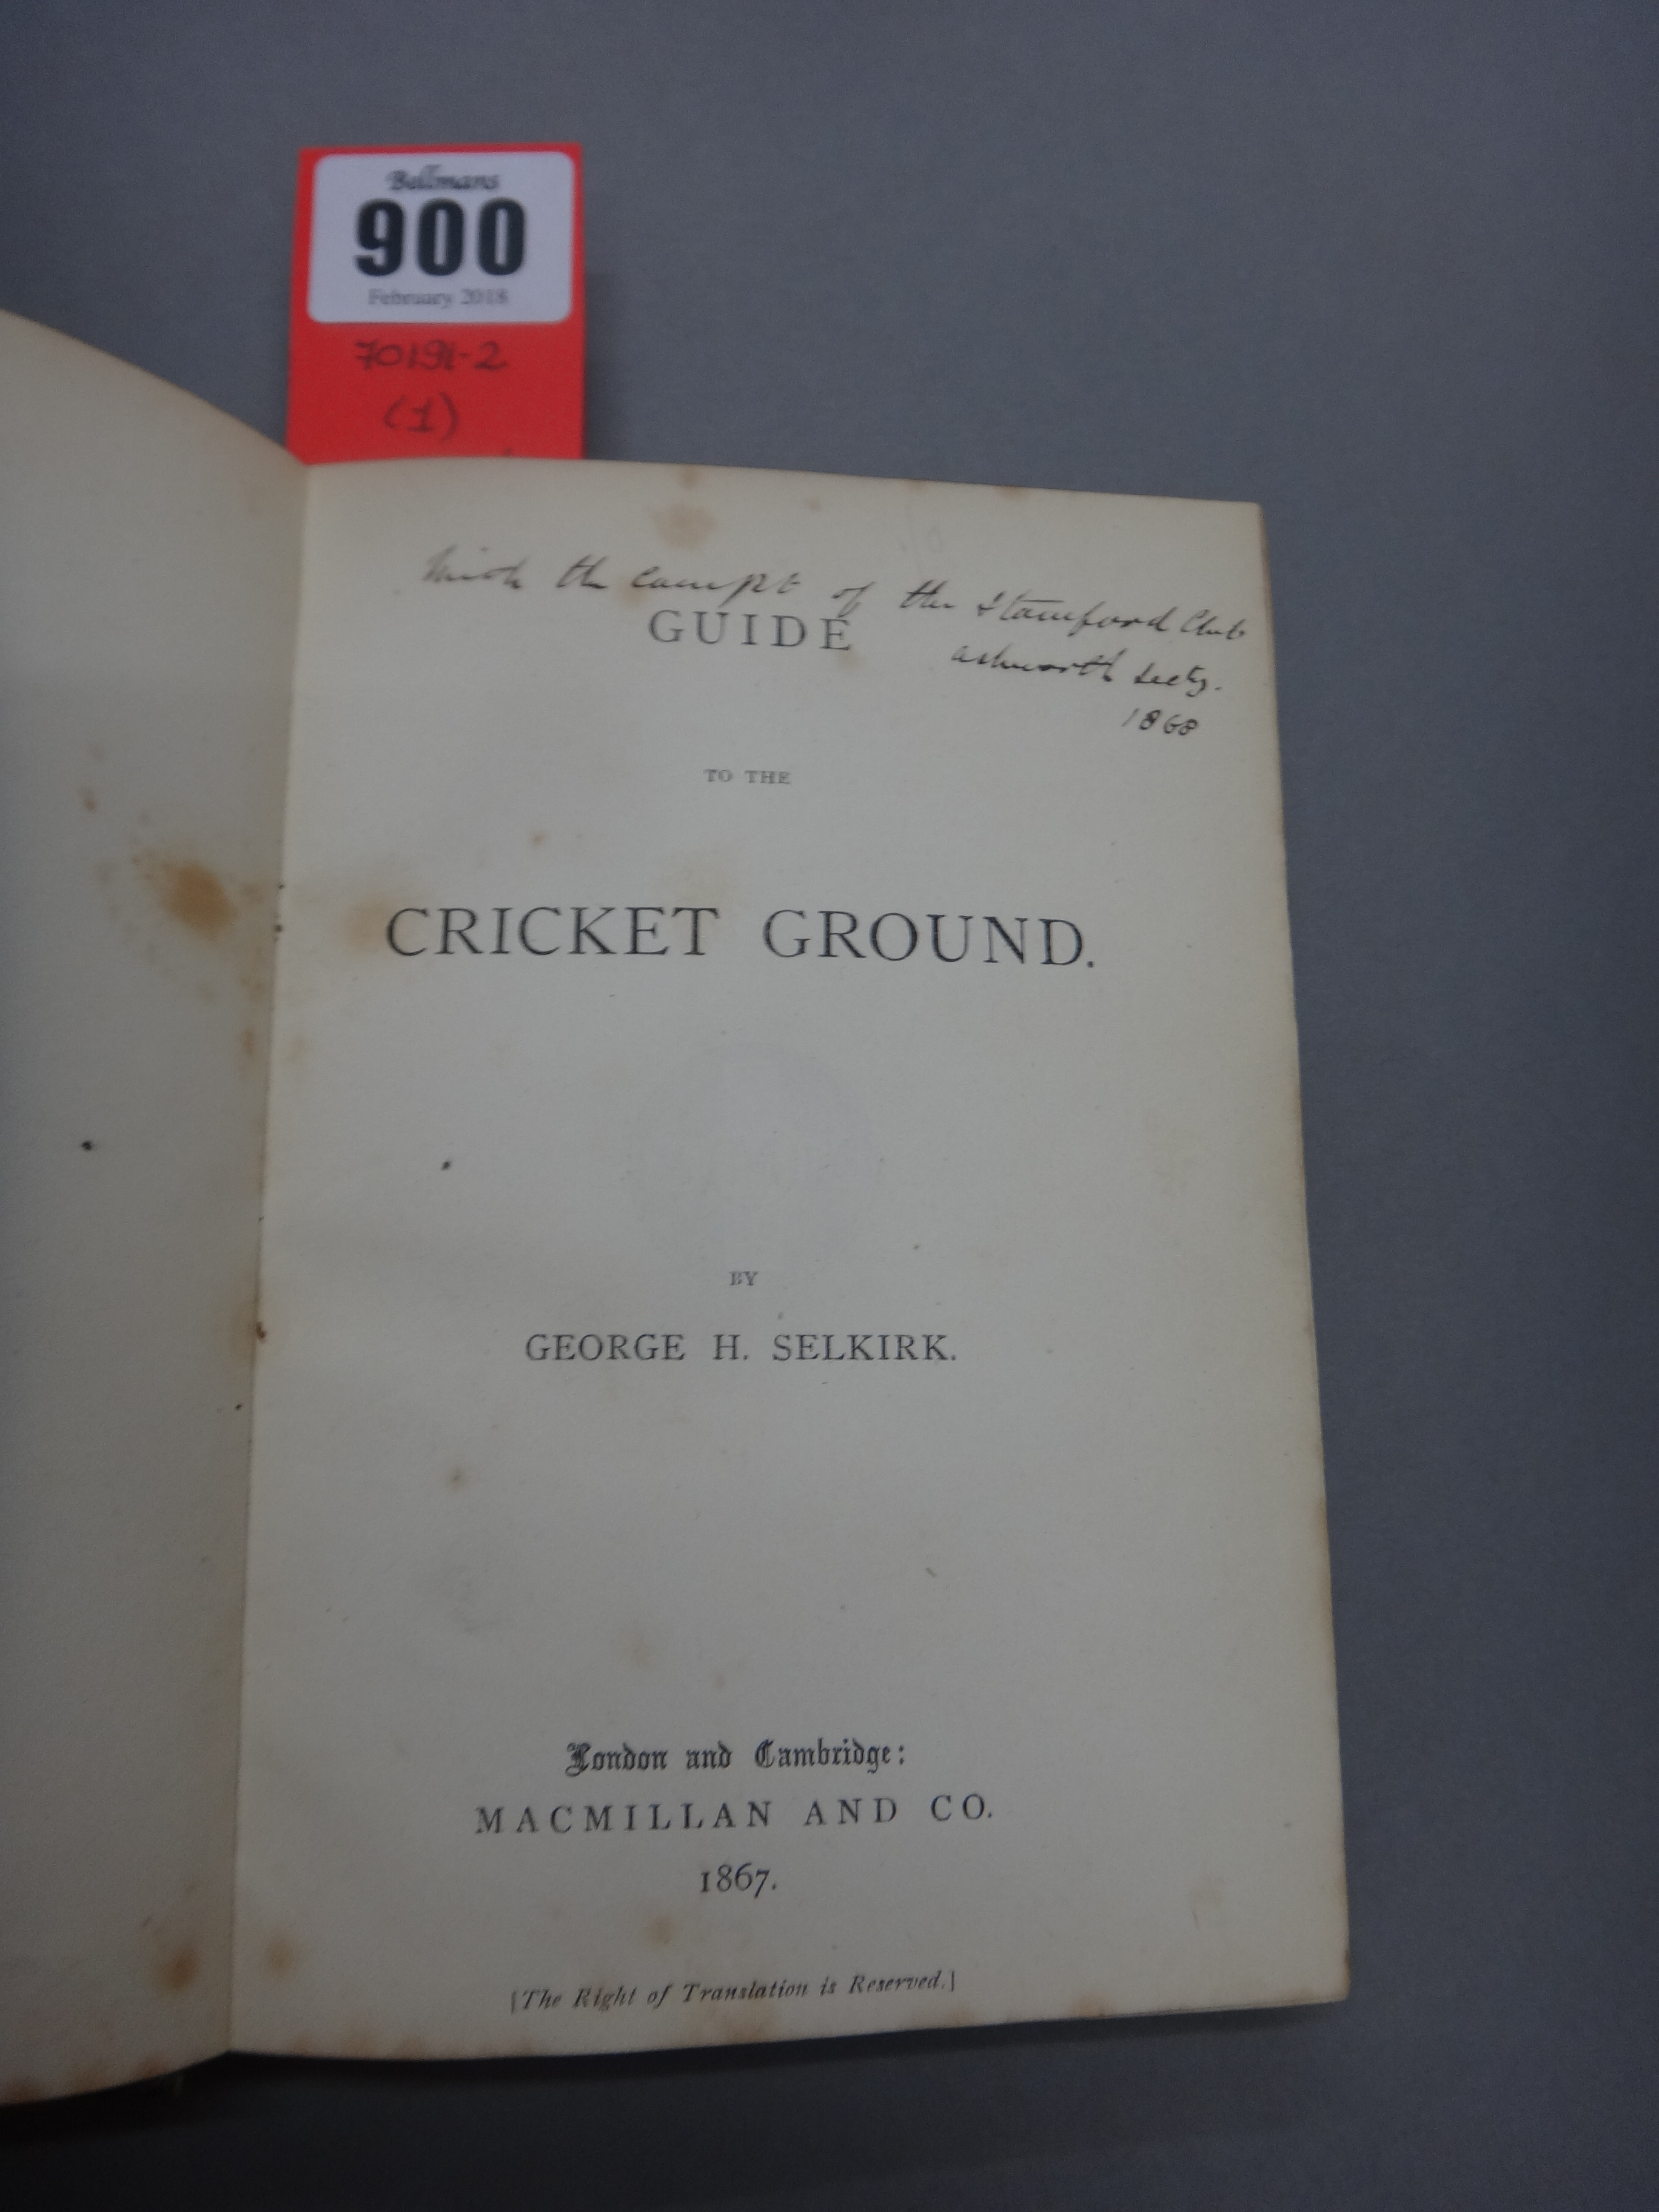 Bellmans
900
February 2018
70191-2
(1)
With the compt of the Stamford Club
GUIDE
ashworth Secty.
1868
TO THE
CRICKET GROUND.
BY
GEORGE H. SELKIRK.
London and Cambridge:
MACMILLAN AND CO.
1867.
[The Right of Translation is Reserved.]